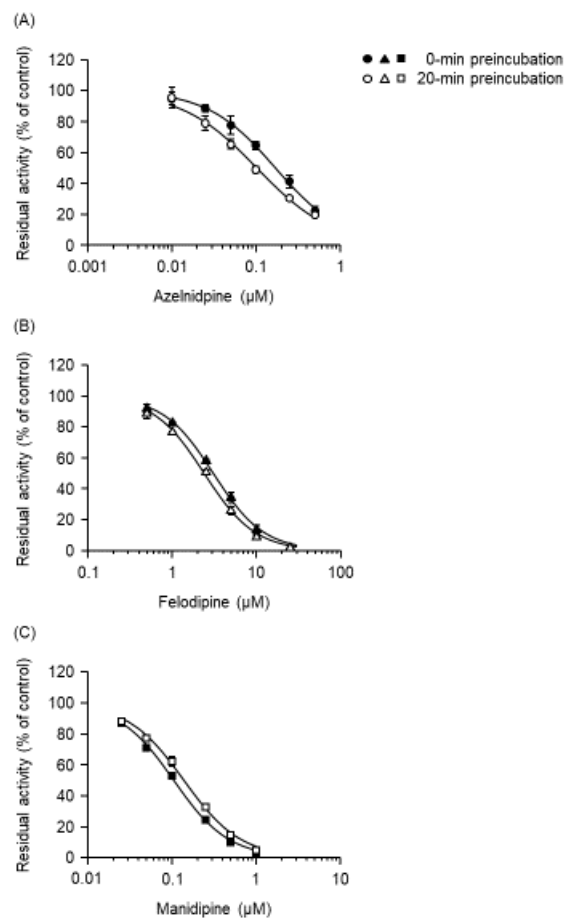 (A)
0-min preincubation
20-min preincubation
Residual activity (% of control)
120
100
80
60
40
20
0
0.001 0.01 0.1 1
Azelnidpine (µM)
(B)
Residual activity (% of control)
120
100
80
60
40
20
0
0.1 1 10 100
Felodipine (µM)
(C)
Residual activity (% of control)
120
100
80
60
40
20
0
0.01 0.1 1 10
Manidipine (µM)